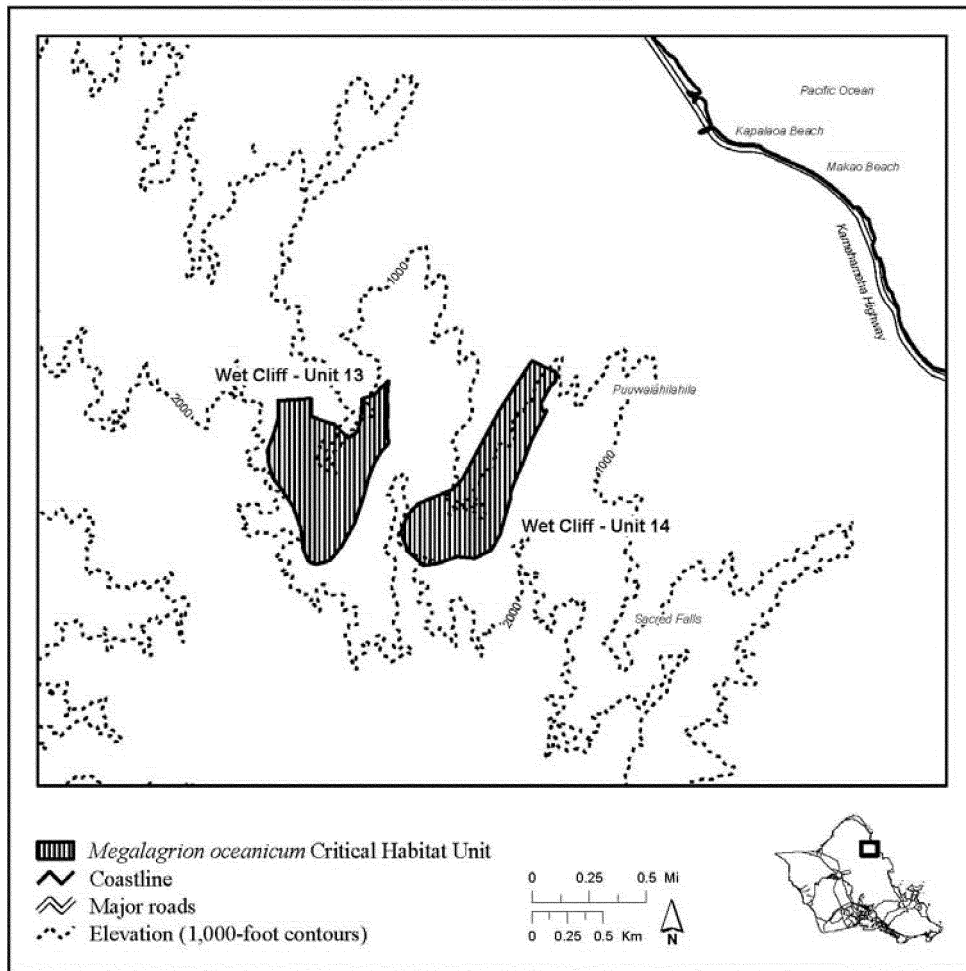 Pacific Ocean
Kapalaoa Beach
Makao Beach
Kamehameha Highway
1000
Wet Cliff - Unit 13
2000
Puuwaiahilahila
1000
Wet Cliff - Unit 14
2000
Sacred Falls
Megalagrion oceanicum Critical Habitat Unit
Coastline
Major roads
Elevation (1,000-foot contours)
0 0.25 0.5 Mi
0 0.25 0.5 Km
N